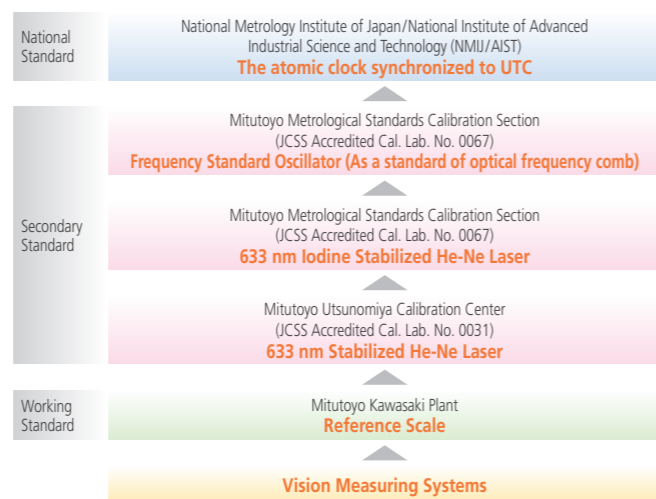 National
Standard
National Metrology Institute of Japan/National Institute of Advanced
Industrial Science and Technology (NMIJ/AIST)
The atomic clock synchronized to UTC
Secondary
Standard
Mitutoyo Metrological Standards Calibration Section
(JCSS Accredited Cal. Lab. No. 0067)
Frequency Standard Oscillator (As a standard of optical frequency comb)
Mitutoyo Metrological Standards Calibration Section
(JCSS Accredited Cal. Lab. No. 0067)
633 nm Iodine Stabilized He-Ne Laser
Mitutoyo Utsunomiya Calibration Center
(JCSS Accredited Cal. Lab. No. 0031)
633 nm Stabilized He-Ne Laser
Working
Standard
Mitutoyo Kawasaki Plant
Reference Scale
Vision Measuring Systems